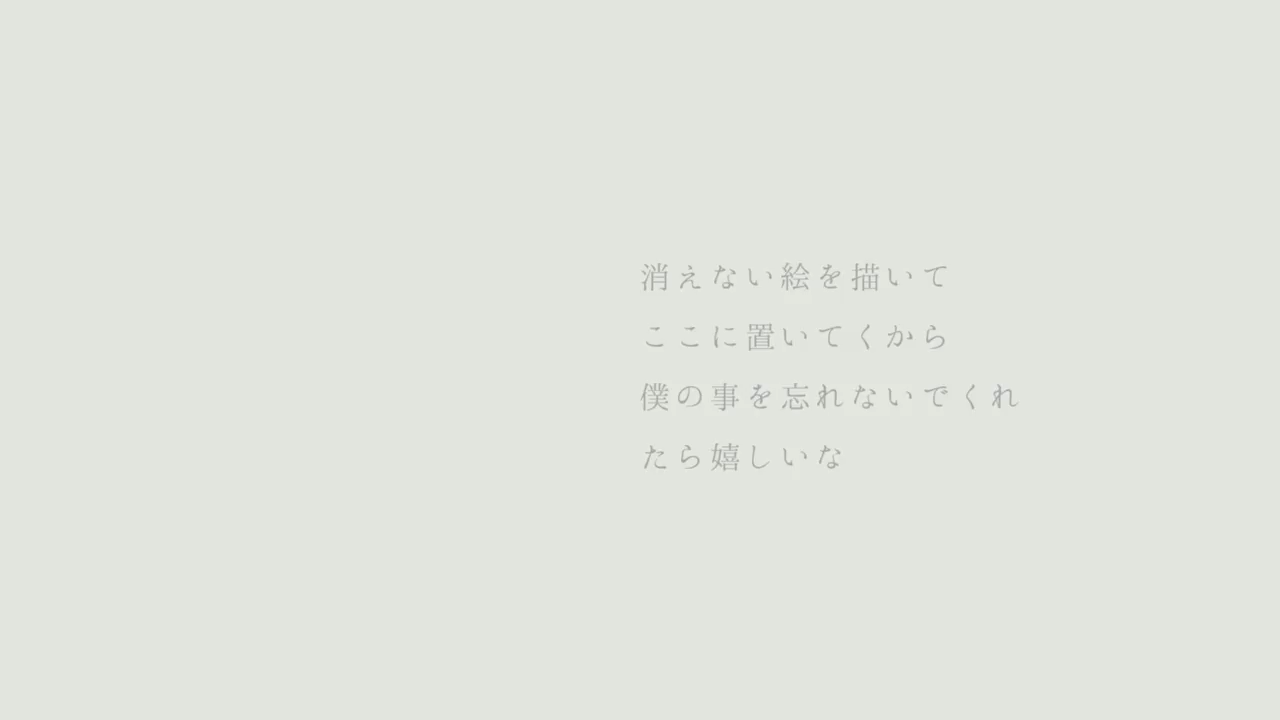 消えない絵を描いて
ここに置いてくから
僕の事を忘れないでくれ
たら嬉しいな